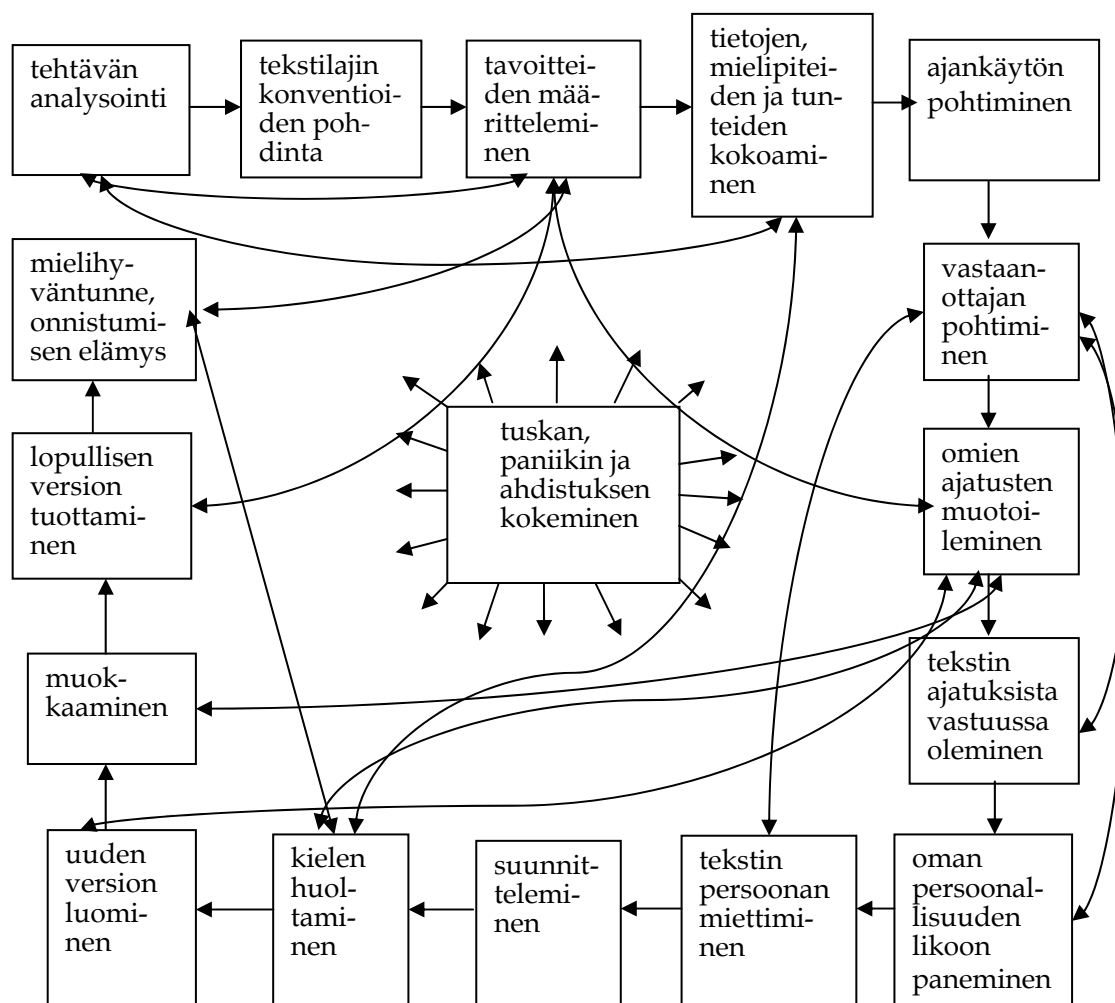 tehtävän
analysointi
tekstilajin
konventioi-
den poh-
dinta
tavoittei-
den mää-
rittelemi-
nen
tietojen,
mielipitei-
den ja tun-
teiden
kokoami-
nen
ajankäytön
pohtiminen
vastaan-
ottajan
pohtimi-
nen
omien
ajatusten
muotoi-
leminen
tekstin
ajatuksista
vastuussa
oleminen
oman
persoonal-
lisuuden
likoon
paneminen
tekstin
persoonan
miettimi-
nen
suunnit-
telemi-
nen
kielen
huol-
tami-
nen
uuden
version
luomi-
nen
muok-
kaaminen
lopullisen
version
tuottami-
nen
mielihy-
väntunne,
onnistumi-
sen elämys
tuskan,
paniikin ja
ahdistuksen
kokeminen